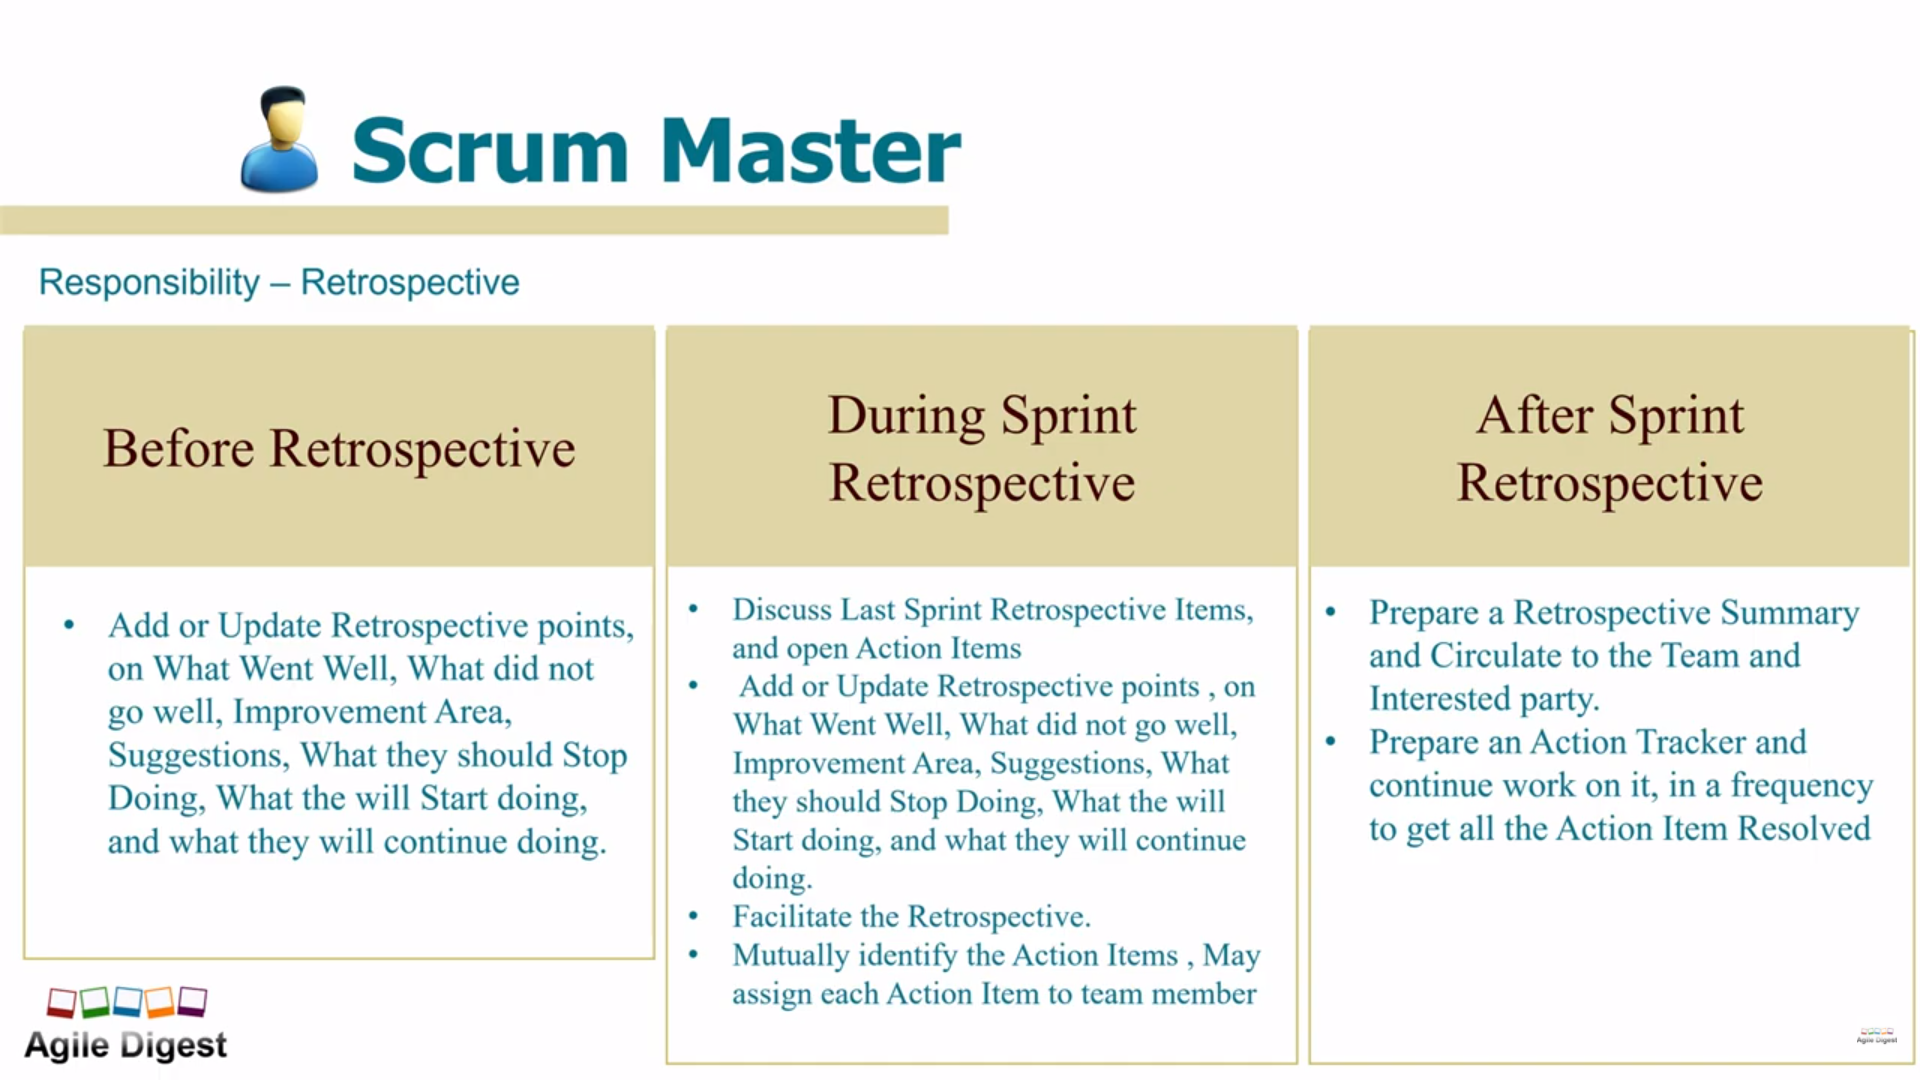 Scrum Master
Responsibility – Retrospective
Before Retrospective
• Add or Update Retrospective points,
on What Went Well, What did not
go well, Improvement Area,
Suggestions, What they should Stop
Doing, What the will Start doing,
and what they will continue doing.
During Sprint
Retrospective
• Discuss Last Sprint Retrospective Items,
and open Action Items
• Add or Update Retrospective points , on
What Went Well, What did not go well,
Improvement Area, Suggestions, What
they should Stop Doing, What the will
Start doing, and what they will continue
doing.
• Facilitate the Retrospective.
• Mutually identify the Action Items , May
assign each Action Item to team member
After Sprint
Retrospective
• Prepare a Retrospective Summary
and Circulate to the Team and
Interested party.
• Prepare an Action Tracker and
continue work on it, in a frequency
to get all the Action Item Resolved
Agile Digest
Agile Digest